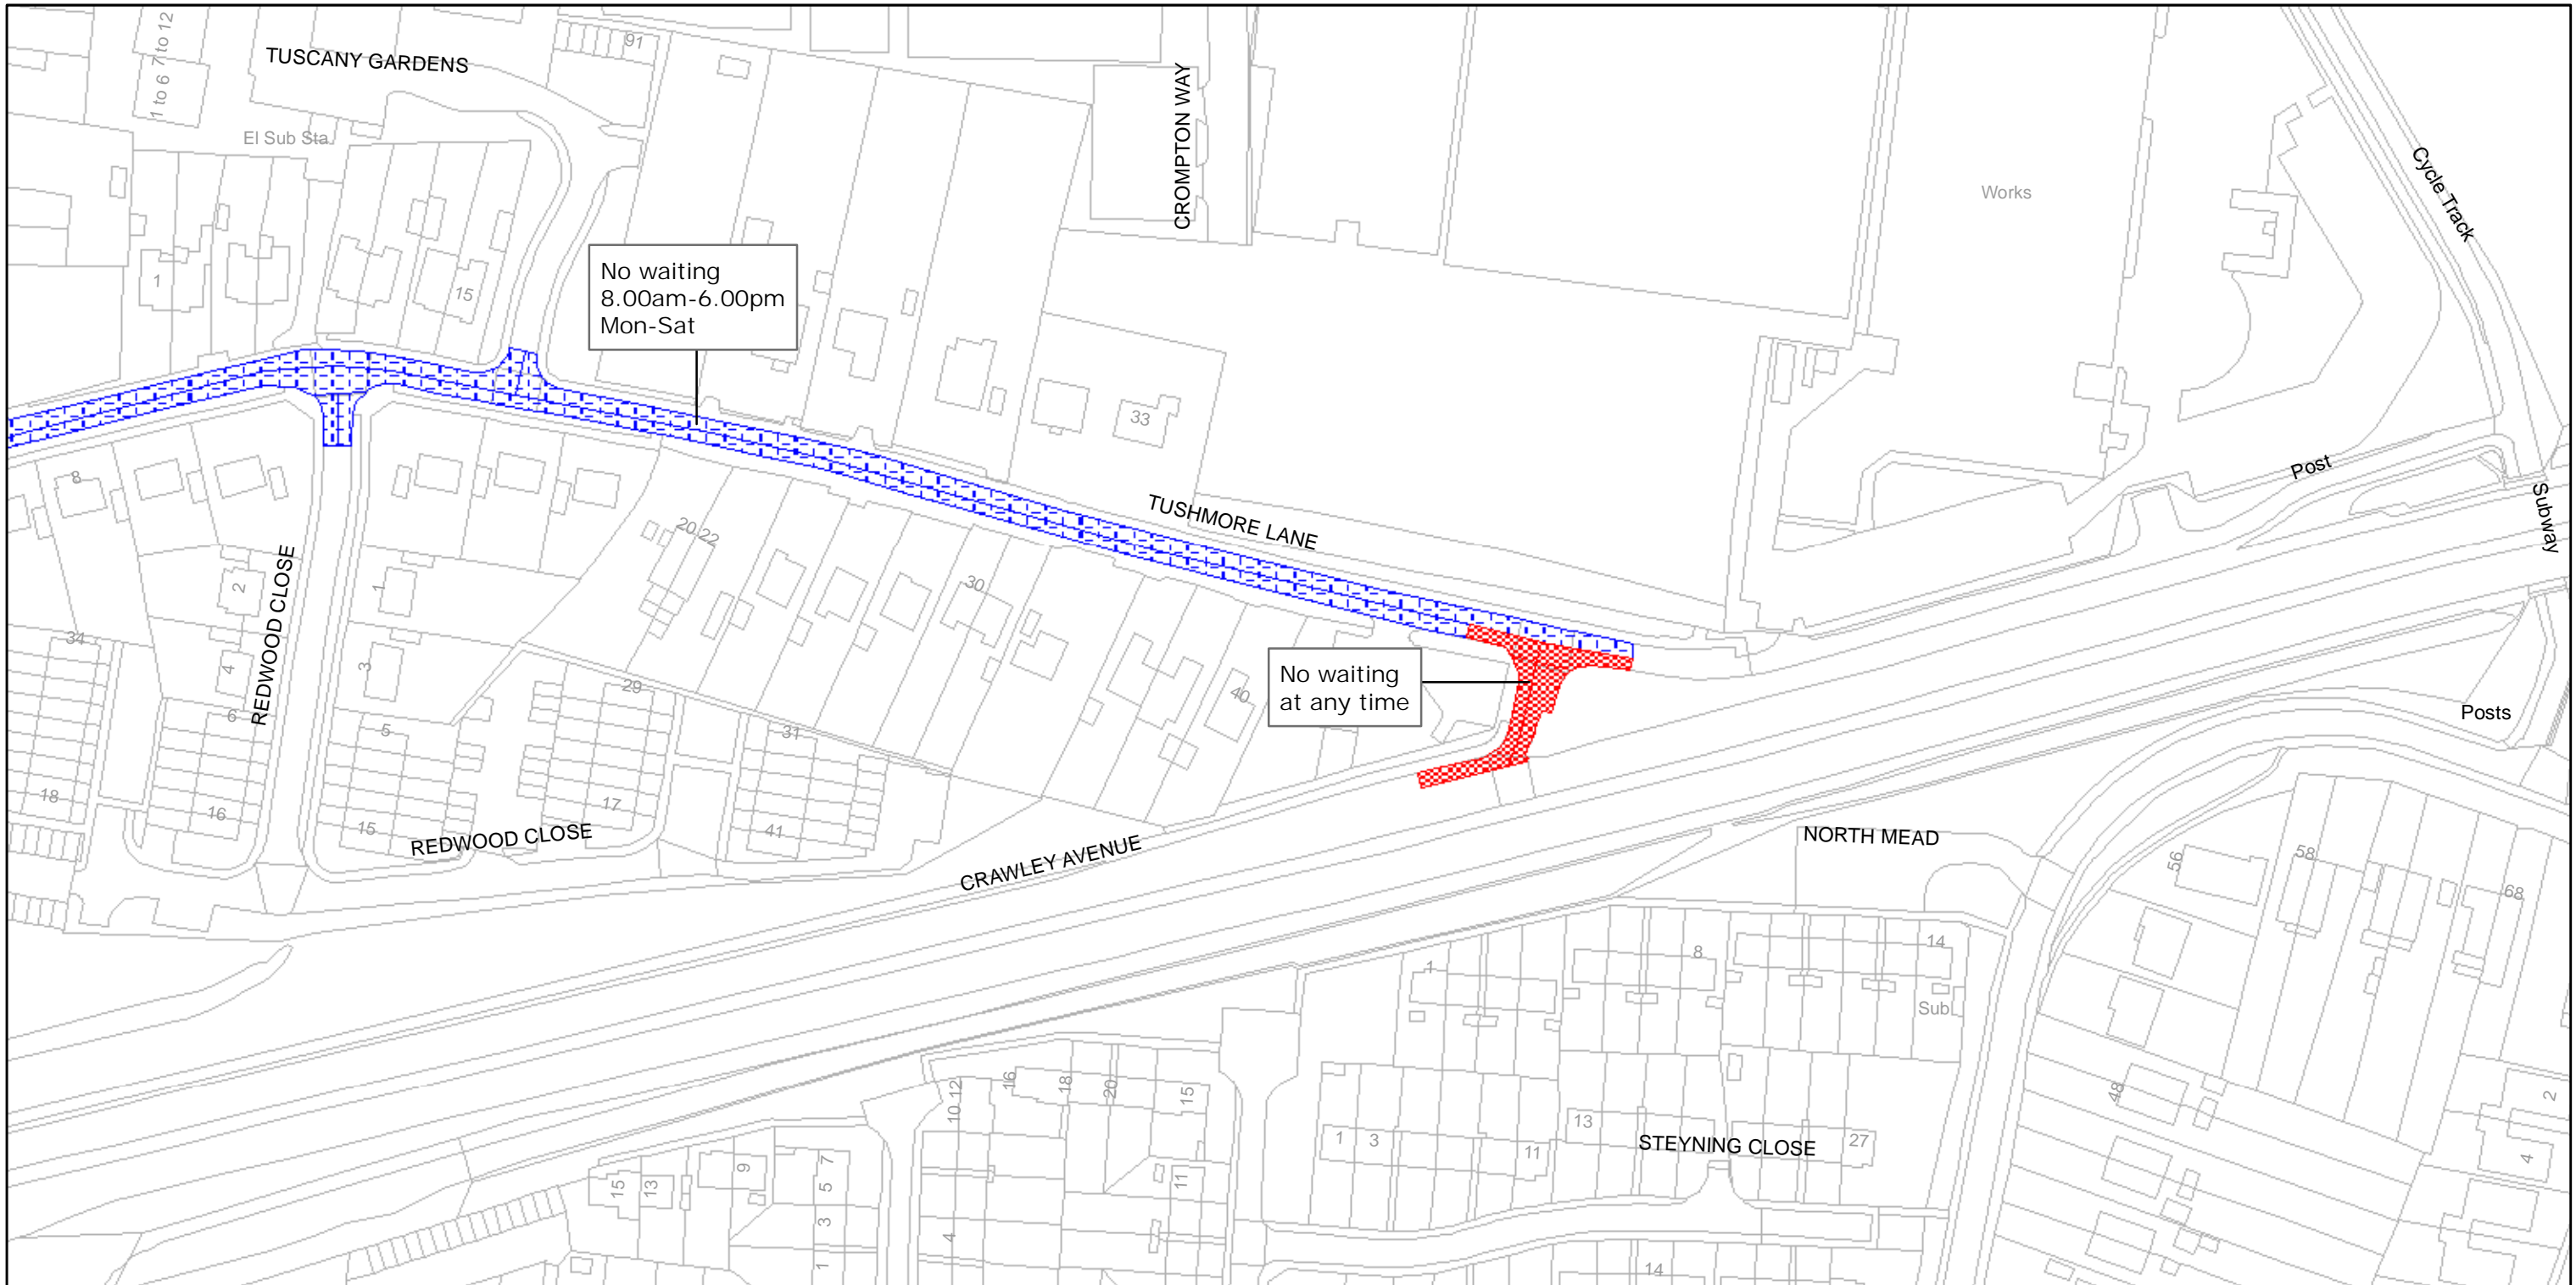 1 to 6 7 to 12
TUSCANY GARDENS
91
El Sub Sta
CROMPTON WAY
Works
Cycle Track
1
15
No waiting
8.00am-6.00pm
Mon-Sat
33
Post
Subway
TUSHMORE LANE
8
20
22
30
2
1
REDWOOD CLOSE
34
4
3
29
40
No waiting
at any time
6
5
31
Posts
18
16
15
17
41
REDWOOD CLOSE
CRAWLEY AVENUE
NORTH MEAD
56
58
68
1
8
14
Sub
10
12
16
18
20
15
48
2
1
3
11
13
STEYNING CLOSE
27
4
15
13
9
7
5
3
1
11
4
14